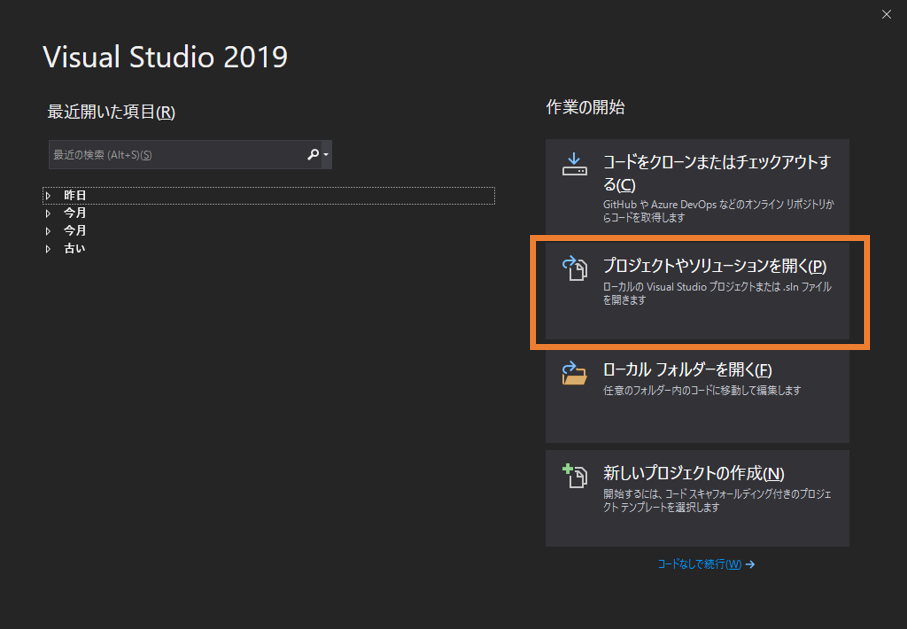 Visual Studio 2019
最近開いた項目(R)
最近の検索 (Alt+S)(S)
昨日
今月
今月
古い
作業の開始
コードをクローンまたはチェックアウトす
る(C)
GitHub や Azure DevOps などのオンライン リポジトリか
らコードを取得します
プロジェクトやソリューションを開く(P)
ローカルの Visual Studio プロジェクトまたは .sln ファイル
を開きます
ローカル フォルダーを開く(F)
任意のフォルダー内のコードに移動して編集します
新しいプロジェクトの作成(N)
開始するには、コード スキャフォールディング付きのプロジェ
クト テンプレートを選択します
コードなしで続行(W)